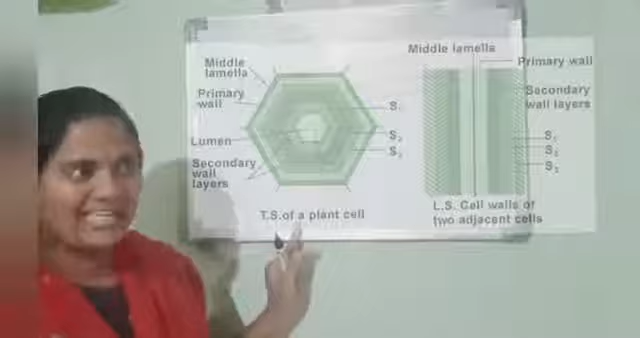 Middle
lamella
Primary
wall
Lumen
Secondary
wall
layers
S₁
S₂
S₃
T.S.of a plant cell
Middle lamella
Primary wall
Secondary
wall layers
S₁
S₂
S₃
L.S. Cell walls of
two adjacent cells